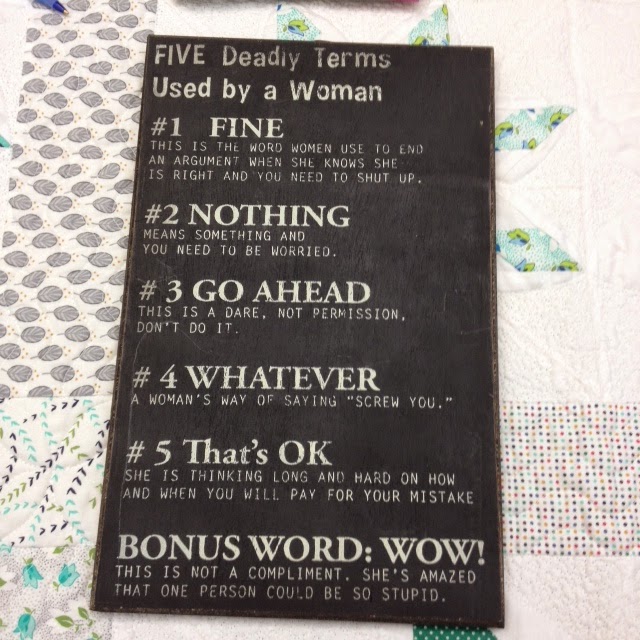 FIVE Deadly Terms
Used by a Woman
#1 FINE
THIS IS THE WORD WOMEN USE TO END
AN ARGUMENT WHEN SHE KNOWS SHE
IS RIGHT AND YOU NEED TO SHUT UP.
#2 NOTHING
MEANS SOMETHING AND
YOU NEED TO BE WORRIED.
# 3 GO AHEAD
THIS IS A DARE, NOT PERMISSION,
DON'T DO IT.
# 4 WHATEVER
A WOMAN'S WAY OF SAYING "SCREW YOU."
# 5 That's OK
SHE IS THINKING LONG AND HARD ON HOW
AND WHEN YOU WILL PAY FOR YOUR MISTAKE
BONUS WORD: WOW!
THIS IS NOT A COMPLIMENT. SHE'S AMAZED
THAT ONE PERSON COULD BE SO STUPID.